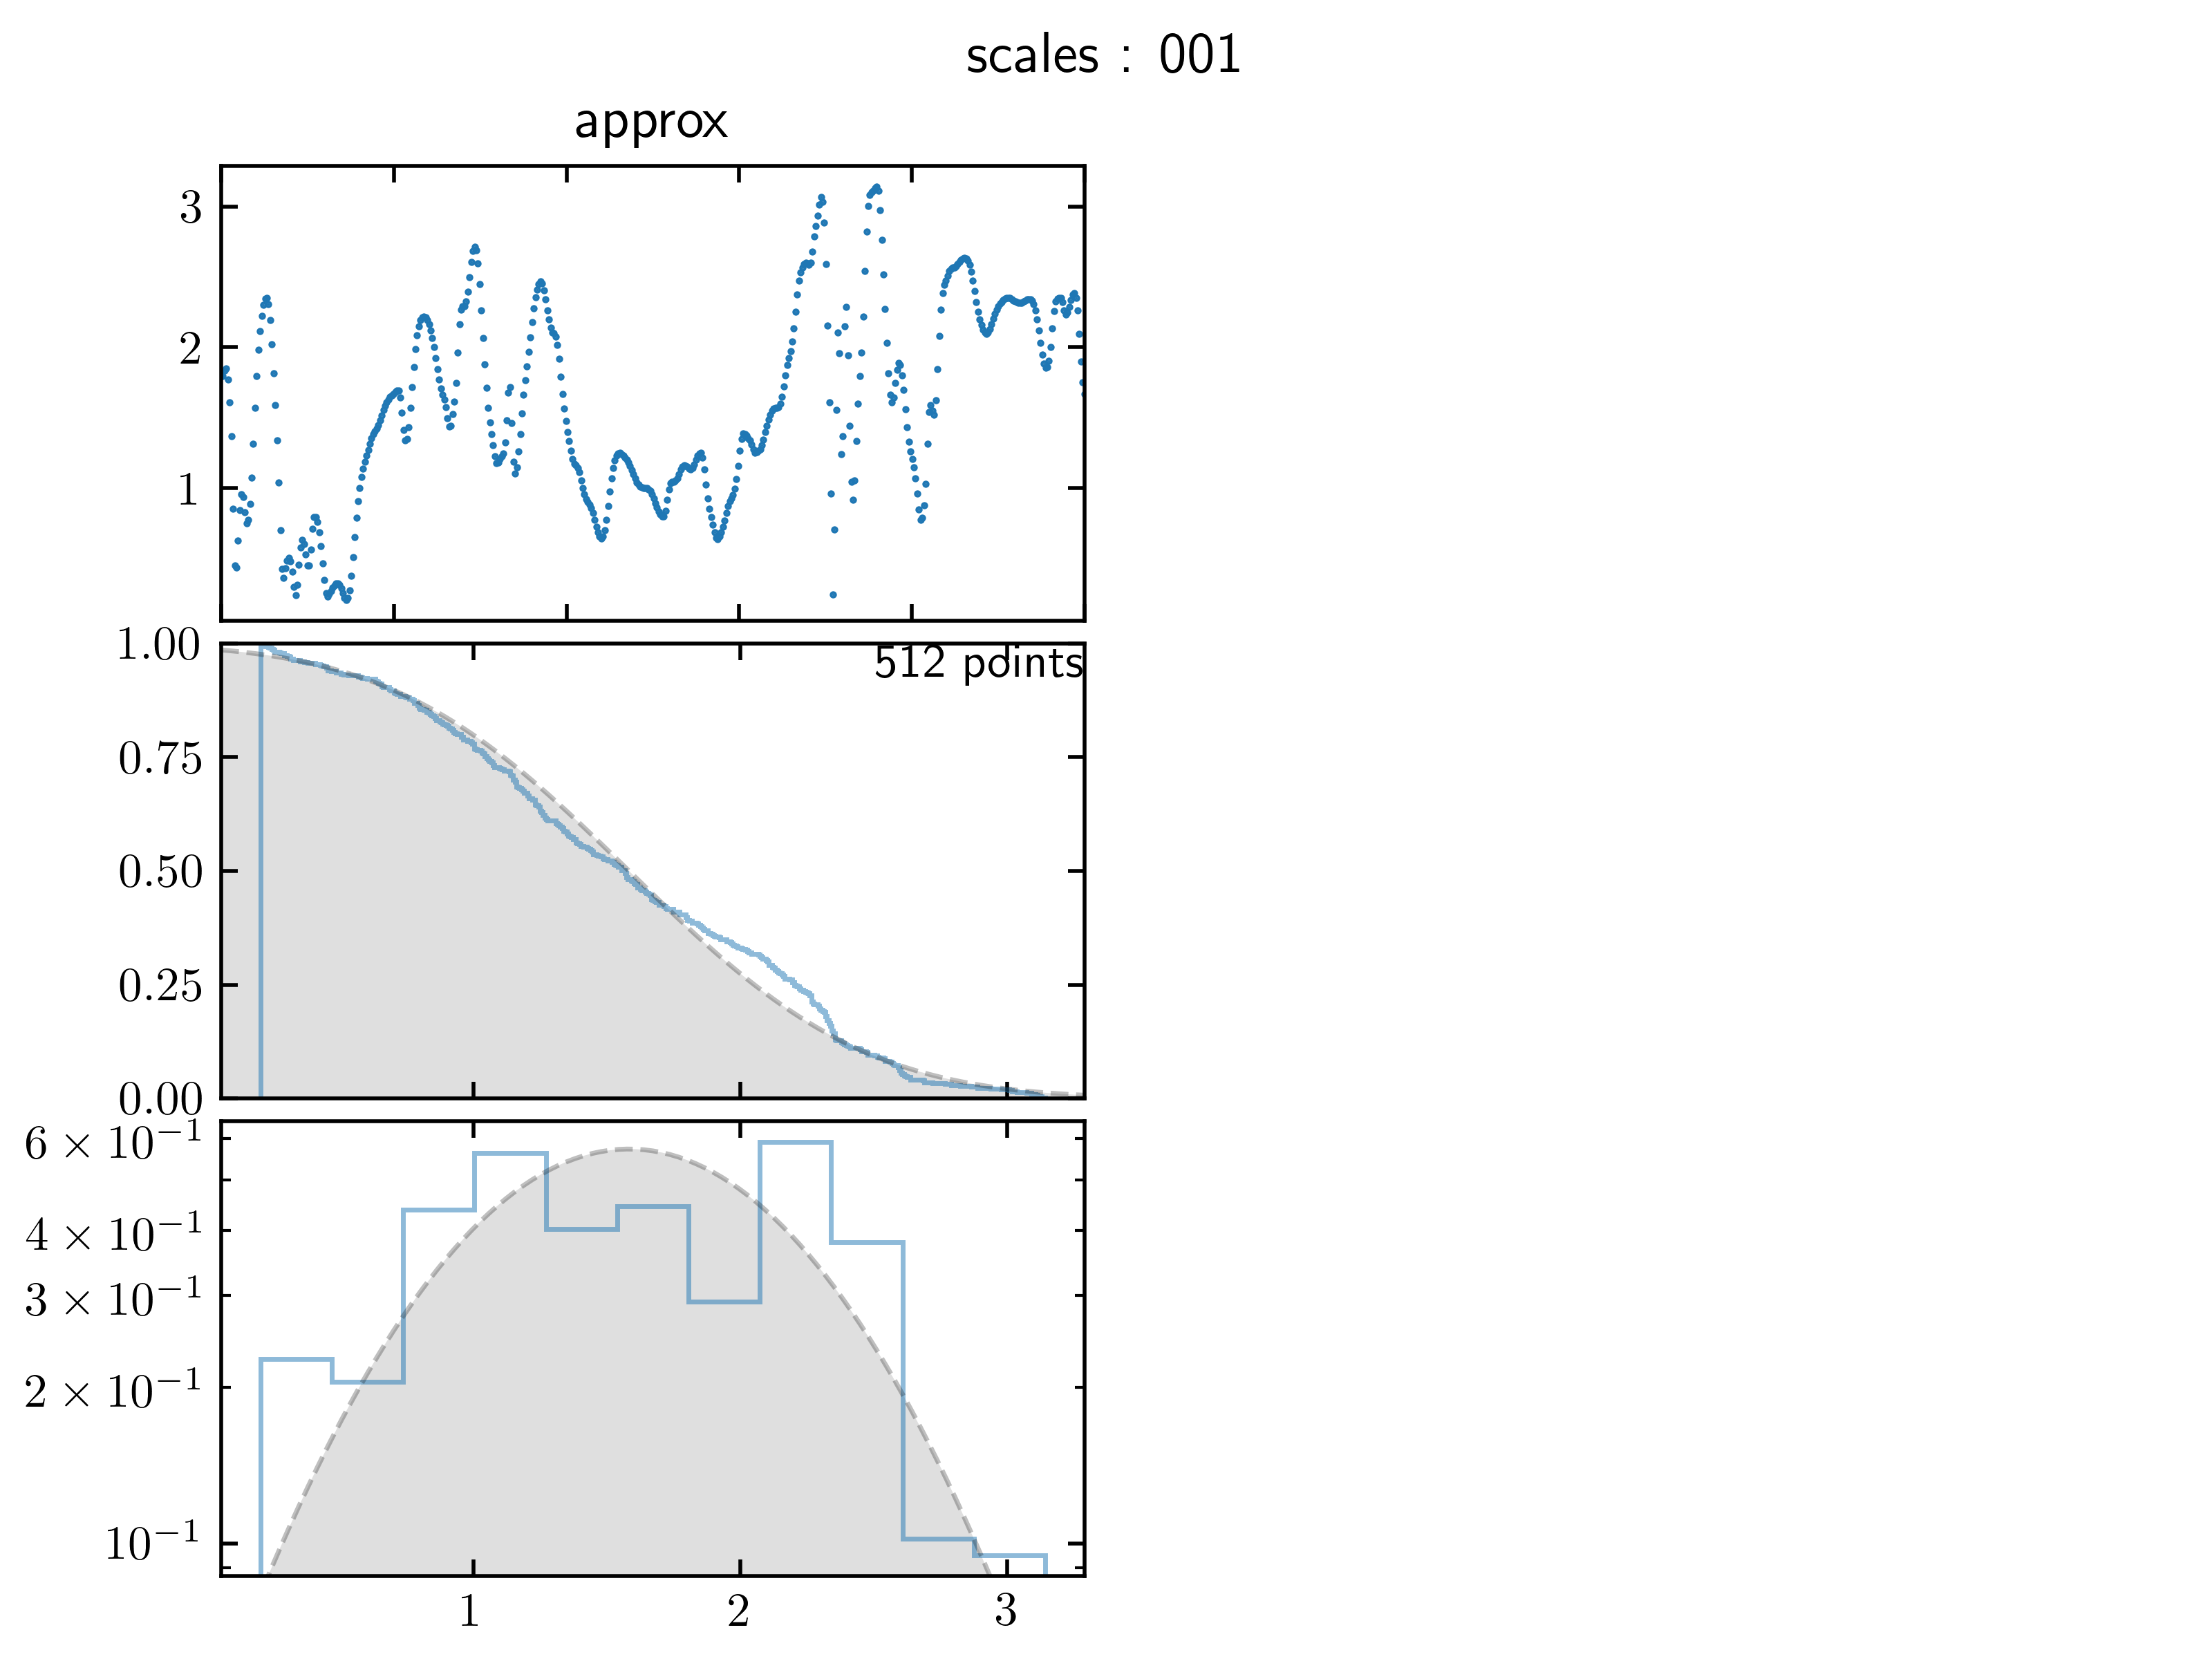 scales : 001
approx
3
2
1
1.00
512 points
0.75
0.50
0.25
0.00
6 × 10⁻¹
4 × 10⁻¹
3 × 10⁻¹
2 × 10⁻¹
10⁻¹
1 2 3